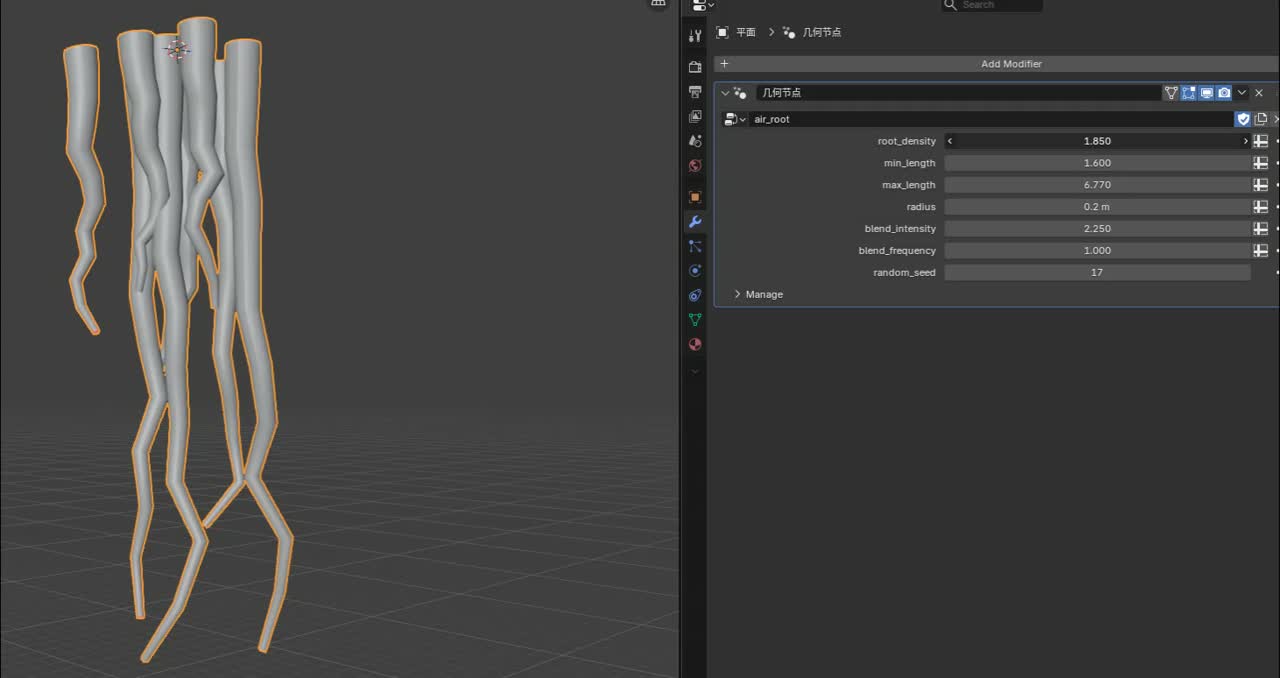 Search
平面 几何节点
+ Add Modifier
几何节点
air_root
root_density 1.850
min_length 1.600
max_length 6.770
radius 0.2 m
blend_intensity 2.250
blend_frequency 1.000
random_seed 17
Manage